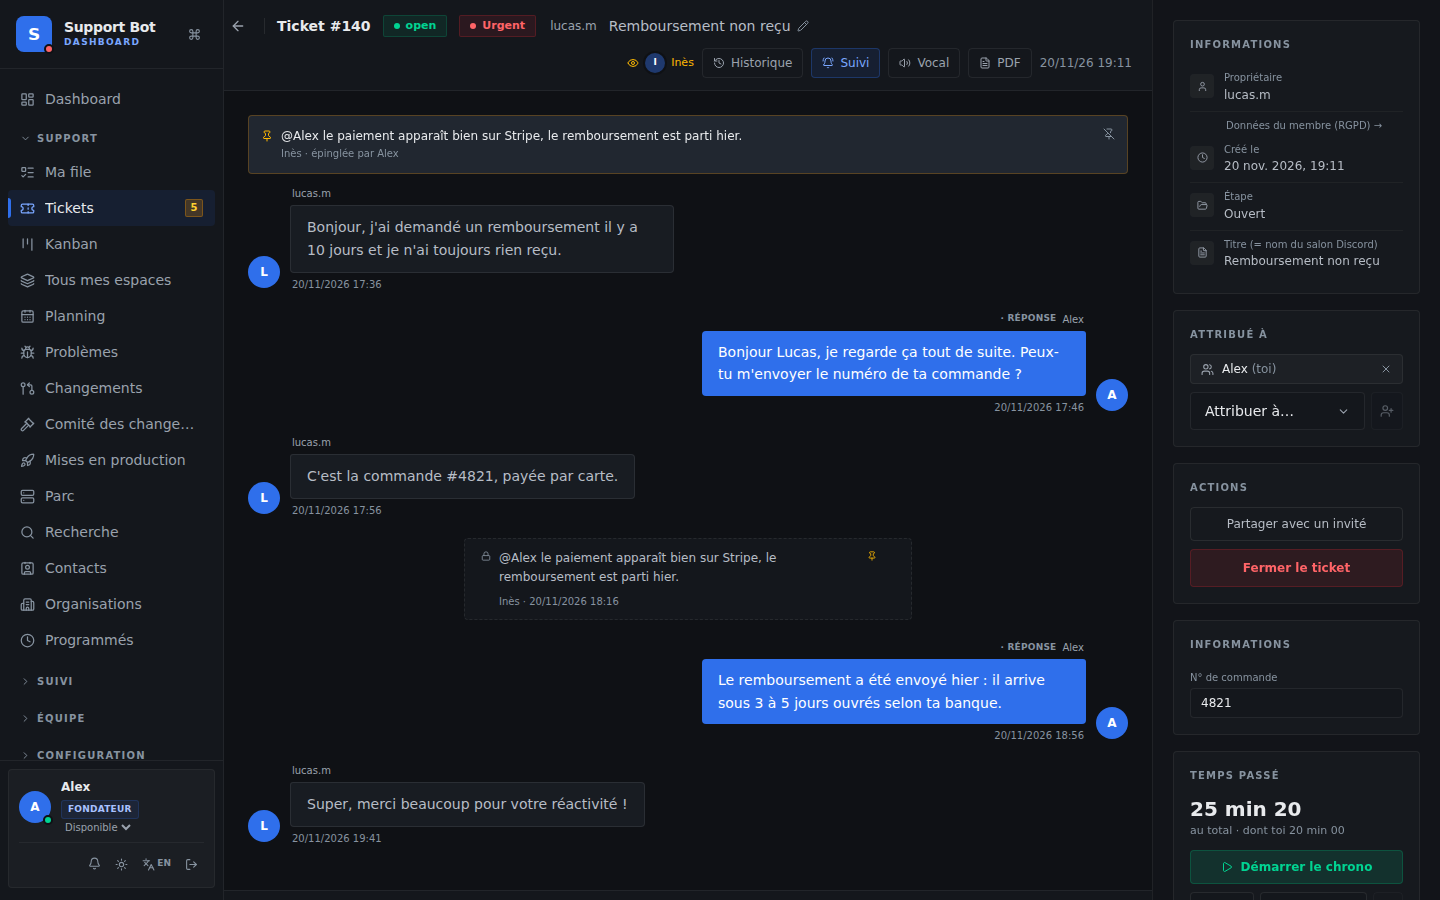 S
Support Bot
DASHBOARD
⌘
Dashboard
SUPPORT
Ma file
Tickets
5
Kanban
Tous mes espaces
Planning
Problèmes
Changements
Comité des change…
Mises en production
Parc
Recherche
Contacts
Organisations
Programmés
SUIVI
ÉQUIPE
CONFIGURATION
A
Alex
FONDATEUR
Disponible
EN
Ticket #140
open
Urgent
lucas.m
Remboursement non reçu
I
Inès
Historique
Suivi
Vocal
PDF
20/11/26 19:11
@Alex le paiement apparaît bien sur Stripe, le remboursement est parti hier.
Inès · épinglée par Alex
lucas.m
Bonjour, j'ai demandé un remboursement il y a
10 jours et je n'ai toujours rien reçu.
L
20/11/2026 17:36
· RÉPONSE Alex
Bonjour Lucas, je regarde ça tout de suite. Peux-
tu m'envoyer le numéro de ta commande ?
A
20/11/2026 17:46
lucas.m
C'est la commande #4821, payée par carte.
L
20/11/2026 17:56
@Alex le paiement apparaît bien sur Stripe, le
remboursement est parti hier.
Inès · 20/11/2026 18:16
· RÉPONSE Alex
Le remboursement a été envoyé hier : il arrive
sous 3 à 5 jours ouvrés selon ta banque.
A
20/11/2026 18:56
lucas.m
Super, merci beaucoup pour votre réactivité !
L
20/11/2026 19:41
INFORMATIONS
Propriétaire
lucas.m
Données du membre (RGPD) →
Créé le
20 nov. 2026, 19:11
Étape
Ouvert
Titre (= nom du salon Discord)
Remboursement non reçu
ATTRIBUÉ À
Alex (toi)
Attribuer à…
ACTIONS
Partager avec un invité
Fermer le ticket
INFORMATIONS
N° de commande
4821
TEMPS PASSÉ
25 min 20
au total · dont toi 20 min 00
Démarrer le chrono